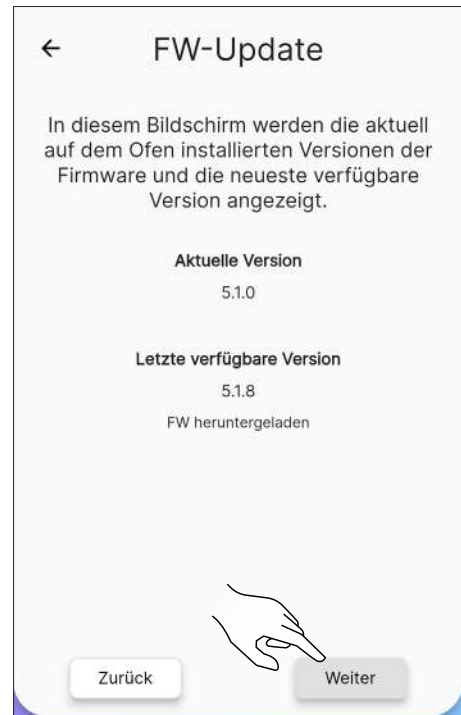 FW-Update
In diesem Bildschirm werden die aktuell
auf dem Ofen installierten Versionen der
Firmware und die neueste verfügbare
Version angezeigt.
Aktuelle Version
5.1.0
Letzte verfügbare Version
5.1.8
FW heruntergeladen
Zurück
Weiter